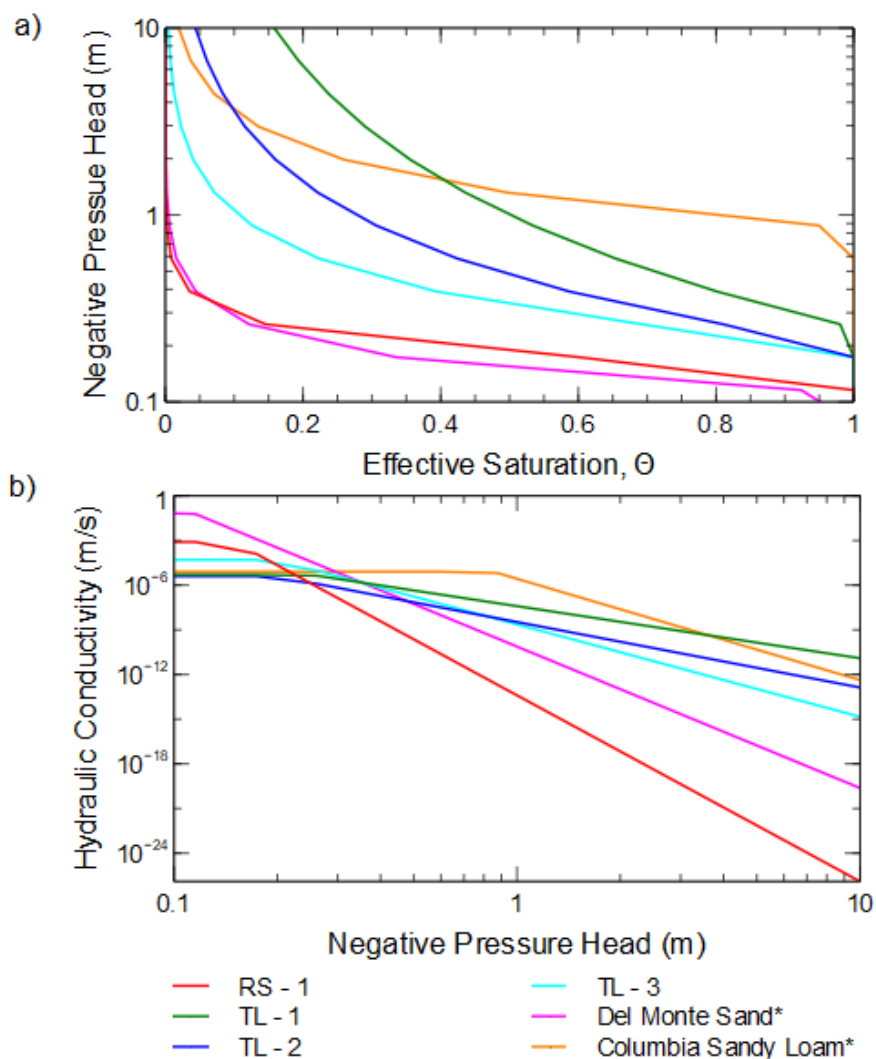 a)
Negative Pressue Head (m)
10
1
0.1
0 0.2 0.4 0.6 0.8 1
Effective Saturation, Θ
b)
Hydraulic Conductivity (m/s)
1
10-6
10-12
10-18
10-24
0.1 1 10
Negative Pressure Head (m)
RS - 1
TL - 1
TL - 2
TL - 3
Del Monte Sand*
Columbia Sandy Loam*